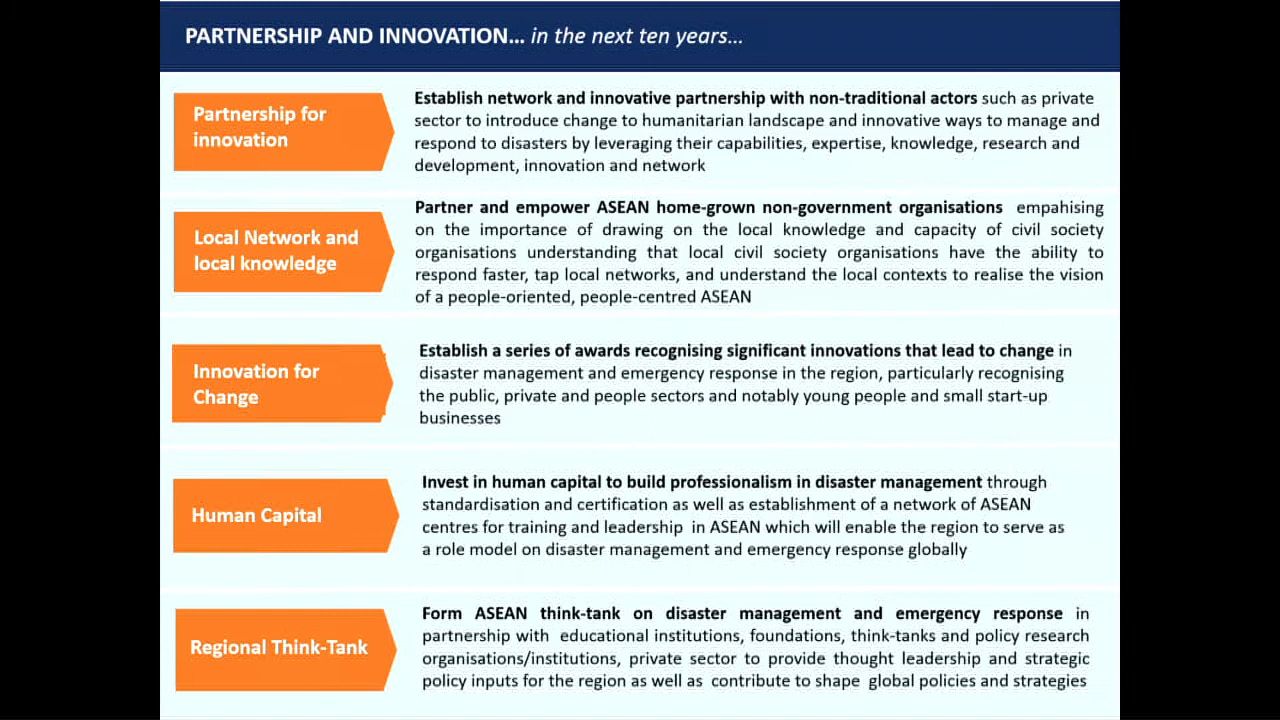 PARTNERSHIP AND INNOVATION... in the next ten years...
Partnership for
innovation
Establish network and innovative partnership with non-traditional actors such as private
sector to introduce change to humanitarian landscape and innovative ways to manage and
respond to disasters by leveraging their capabilities, expertise, knowledge, research and
development, innovation and network
Local Network and
local knowledge
Partner and empower ASEAN home-grown non-government organisations empahising
on the importance of drawing on the local knowledge and capacity of civil society
organisations understanding that local civil society organisations have the ability to
respond faster, tap local networks, and understand the local contexts to realise the vision
of a people-oriented, people-centred ASEAN
Innovation for
Change
Establish a series of awards recognising significant innovations that lead to change in
disaster management and emergency response in the region, particularly recognising
the public, private and people sectors and notably young people and small start-up
businesses
Human Capital
Invest in human capital to build professionalism in disaster management through
standardisation and certification as well as establishment of a network of ASEAN
centres for training and leadership in ASEAN which will enable the region to serve as
a role model on disaster management and emergency response globally
Regional Think-Tank
Form ASEAN think-tank on disaster management and emergency response in
partnership with educational institutions, foundations, think-tanks and policy research
organisations/institutions, private sector to provide thought leadership and strategic
policy inputs for the region as well as contribute to shape global policies and strategies